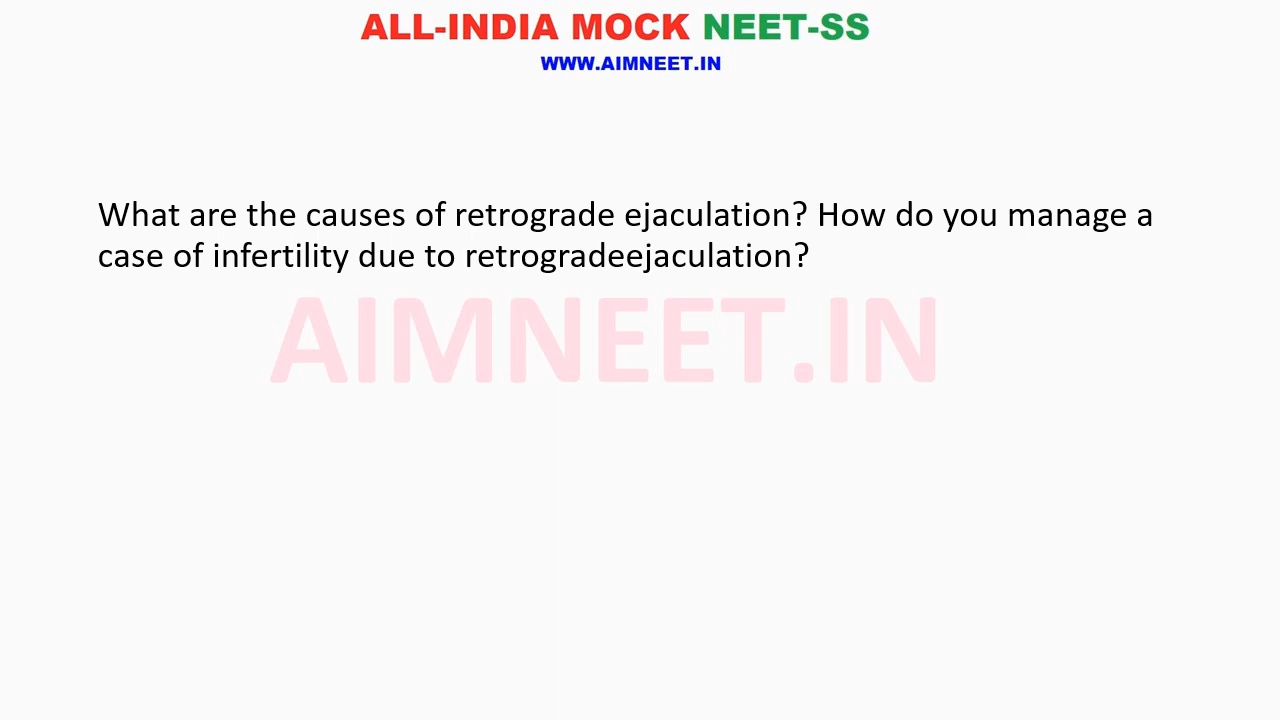 ALL-INDIA MOCK NEET-SS
WWW.AIMNEET.IN
What are the causes of retrograde ejaculation? How do you manage a
case of infertility due to retrogradeejaculation?
AIMNEET.IN